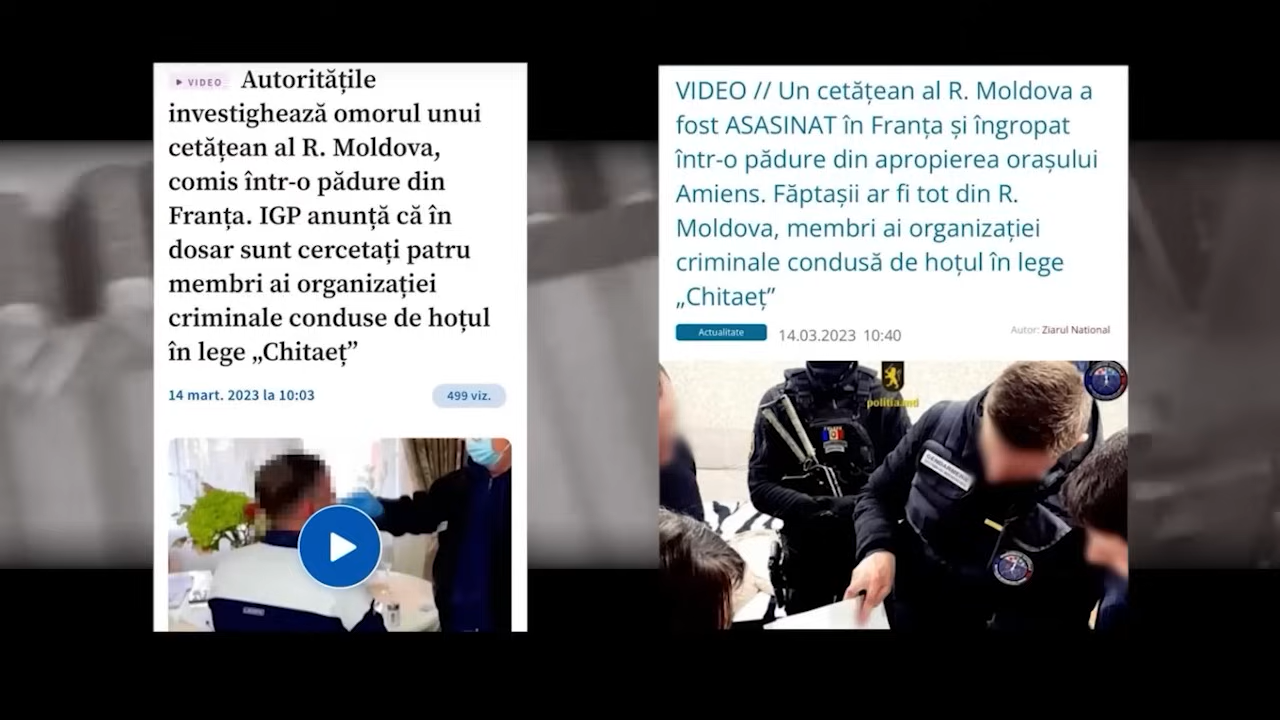 VIDEO Autoritățile
investighează omorul unui
cetățean al R. Moldova,
comis într-o pădure din
Franța. IGP anunță că în
dosar sunt cercetați patru
membri ai organizației
criminale conduse de hoțul
în lege „Chitaeț”
14 mart. 2023 la 10:03
499 viz.
VIDEO // Un cetățean al R. Moldova a
fost ASASINAT în Franța și îngropat
într-o pădure din apropierea orașului
Amiens. Făptașii ar fi tot din R.
Moldova, membri ai organizației
criminale condusă de hoțul în lege
„Chitaeț”
Actualitate
14.03.2023 10:40
Autor: Ziarul National
politia.md
GENDARMERIE